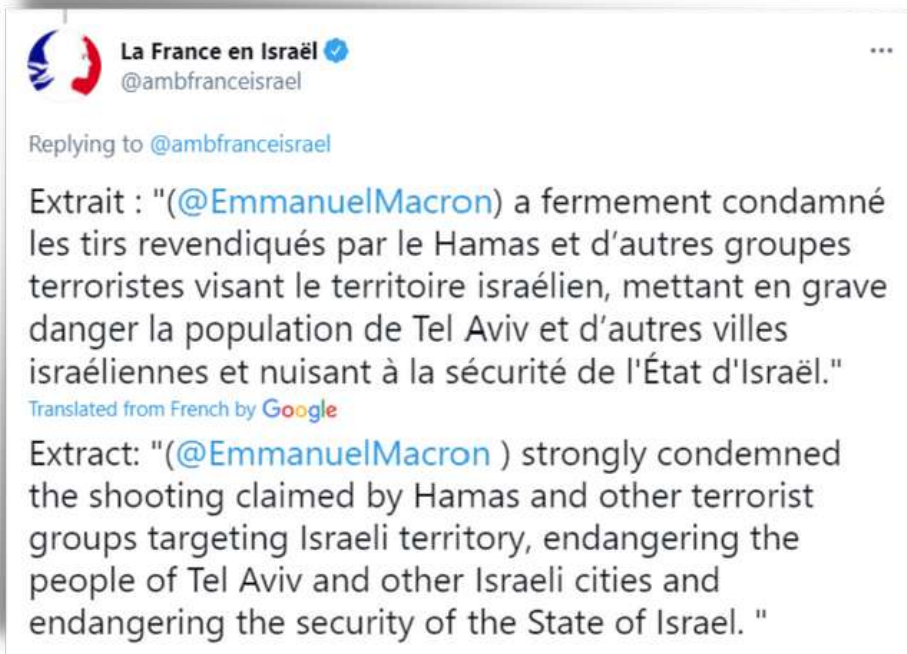 La France en Israël
@ambfranceisrael
Replying to @ambfranceisrael
Extrait : "(@EmmanuelMacron) a fermement condamné
les tirs revendiqués par le Hamas et d'autres groupes
terroristes visant le territoire israélien, mettant en grave
danger la population de Tel Aviv et d'autres villes
israéliennes et nuisant à la sécurité de l'État d'Israël."
Translated from French by Google
Extract: "(@EmmanuelMacron ) strongly condemned
the shooting claimed by Hamas and other terrorist
groups targeting Israeli territory, endangering the
people of Tel Aviv and other Israeli cities and
endangering the security of the State of Israel. "